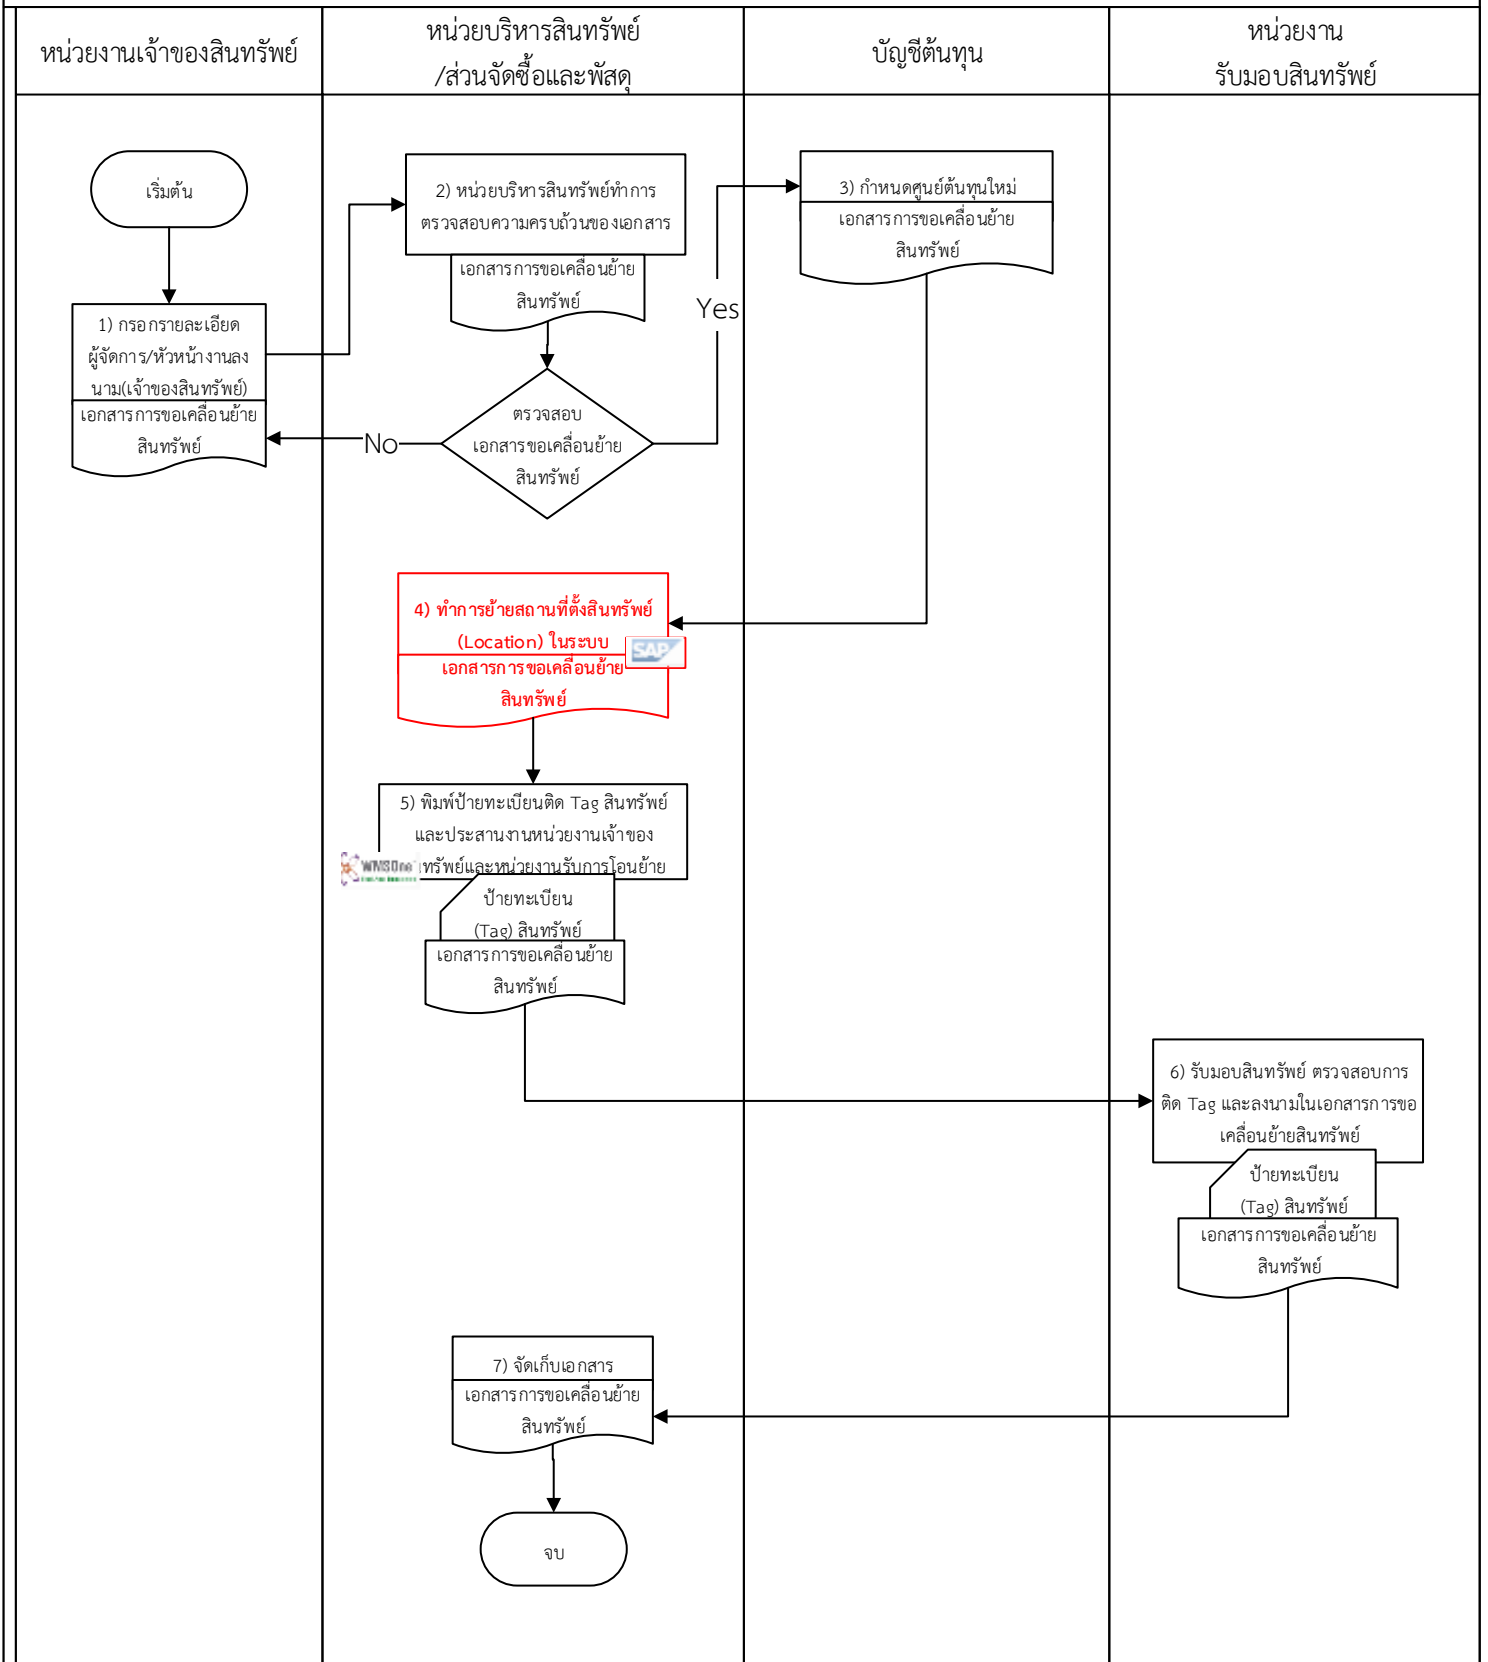 หน่วยงานเจ้าของสินทรัพย์
หน่วยบริหารสินทรัพย์
/ส่วนจัดซื้อและพัสดุ
บัญชีต้นทุน
หน่วยงาน
รับมอบสินทรัพย์
เริ่มต้น
1) กรอกรายละเอียด
ผู้จัดการ/หัวหน้างานลง
นาม(เจ้าของสินทรัพย์)
เอกสารการขอเคลื่อนย้าย
สินทรัพย์
2) หน่วยบริหารสินทรัพย์ทำการ
ตรวจสอบความครบถ้วนของเอกสาร
เอกสารการขอเคลื่อนย้าย
สินทรัพย์
ตรวจสอบ
เอกสารขอเคลื่อนย้าย
สินทรัพย์
No
Yes
3) กำหนดศูนย์ต้นทุนใหม่
เอกสารการขอเคลื่อนย้าย
สินทรัพย์
4) ทำการย้ายสถานที่ตั้งสินทรัพย์
(Location) ในระบบ
SAP
เอกสารการขอเคลื่อนย้าย
สินทรัพย์
5) พิมพ์ป้ายทะเบียนติด Tag สินทรัพย์
และประสานงานหน่วยงานเจ้าของ
WMSOne
นทรัพย์และหน่วยงานรับการโอนย้าย
ป้ายทะเบียน
(Tag) สินทรัพย์
เอกสารการขอเคลื่อนย้าย
สินทรัพย์
6) รับมอบสินทรัพย์ ตรวจสอบการ
ติด Tag และลงนามในเอกสารการขอ
เคลื่อนย้ายสินทรัพย์
ป้ายทะเบียน
(Tag) สินทรัพย์
เอกสารการขอเคลื่อนย้าย
สินทรัพย์
7) จัดเก็บเอกสาร
เอกสารการขอเคลื่อนย้าย
สินทรัพย์
จบ